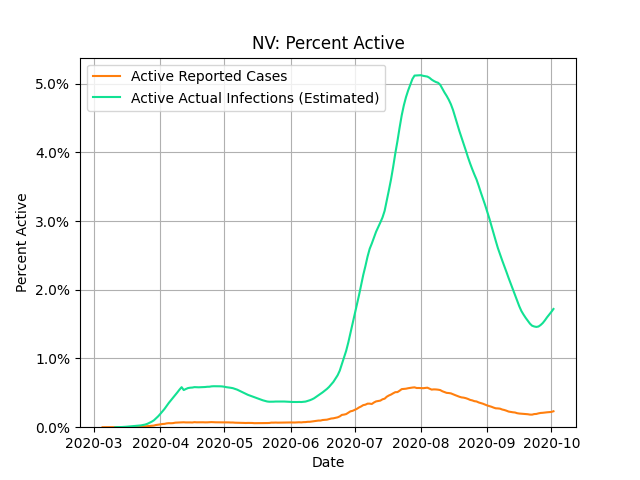 NV: Percent Active
Active Reported Cases
Active Actual Infections (Estimated)
Percent Active
5.0%
4.0%
3.0%
2.0%
1.0%
0.0%
2020-03 2020-04 2020-05 2020-06 2020-07 2020-08 2020-09 2020-10
Date